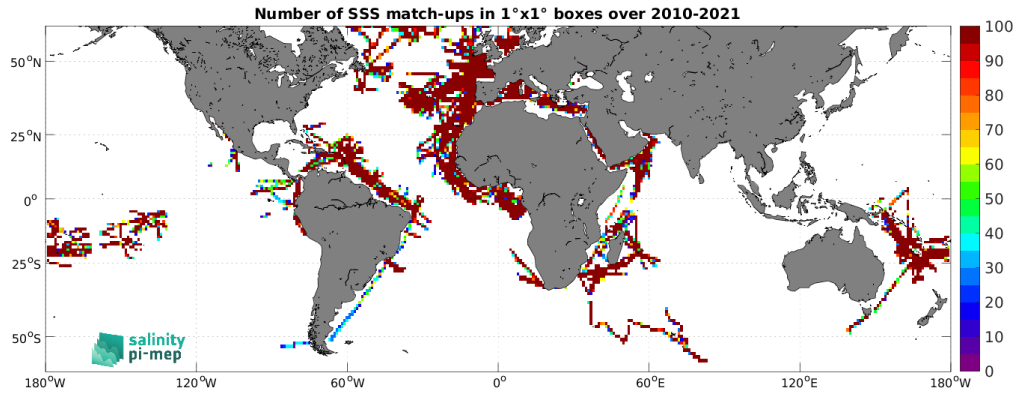 Number of SSS match-ups in 1°x1° boxes over 2010-2021
50°N
25°N
0°
25°S
50°S
180°W
120°W
60°W
0°
60°E
120°E
180°W
100
90
80
70
60
50
40
30
20
10
0
salinity
pi-mep